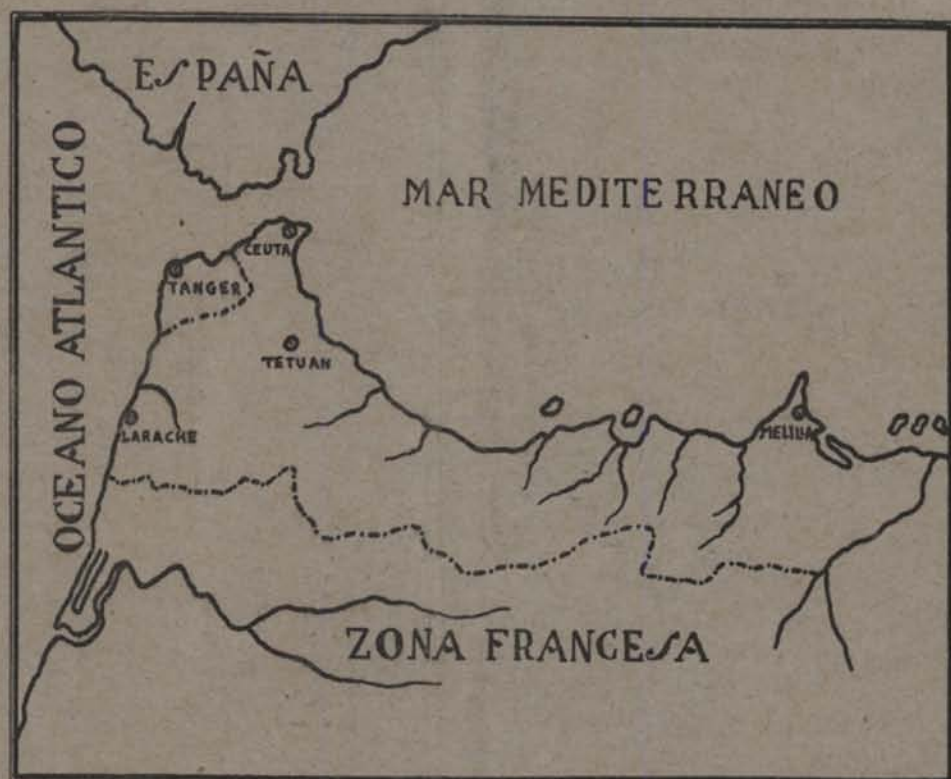 ESPAÑA
OCEANO ATLANTICO
MAR MEDITERRANEO
CEUTA
TANGER
TETUAN
LARACHE
MELILLA
ZONA FRANCESA